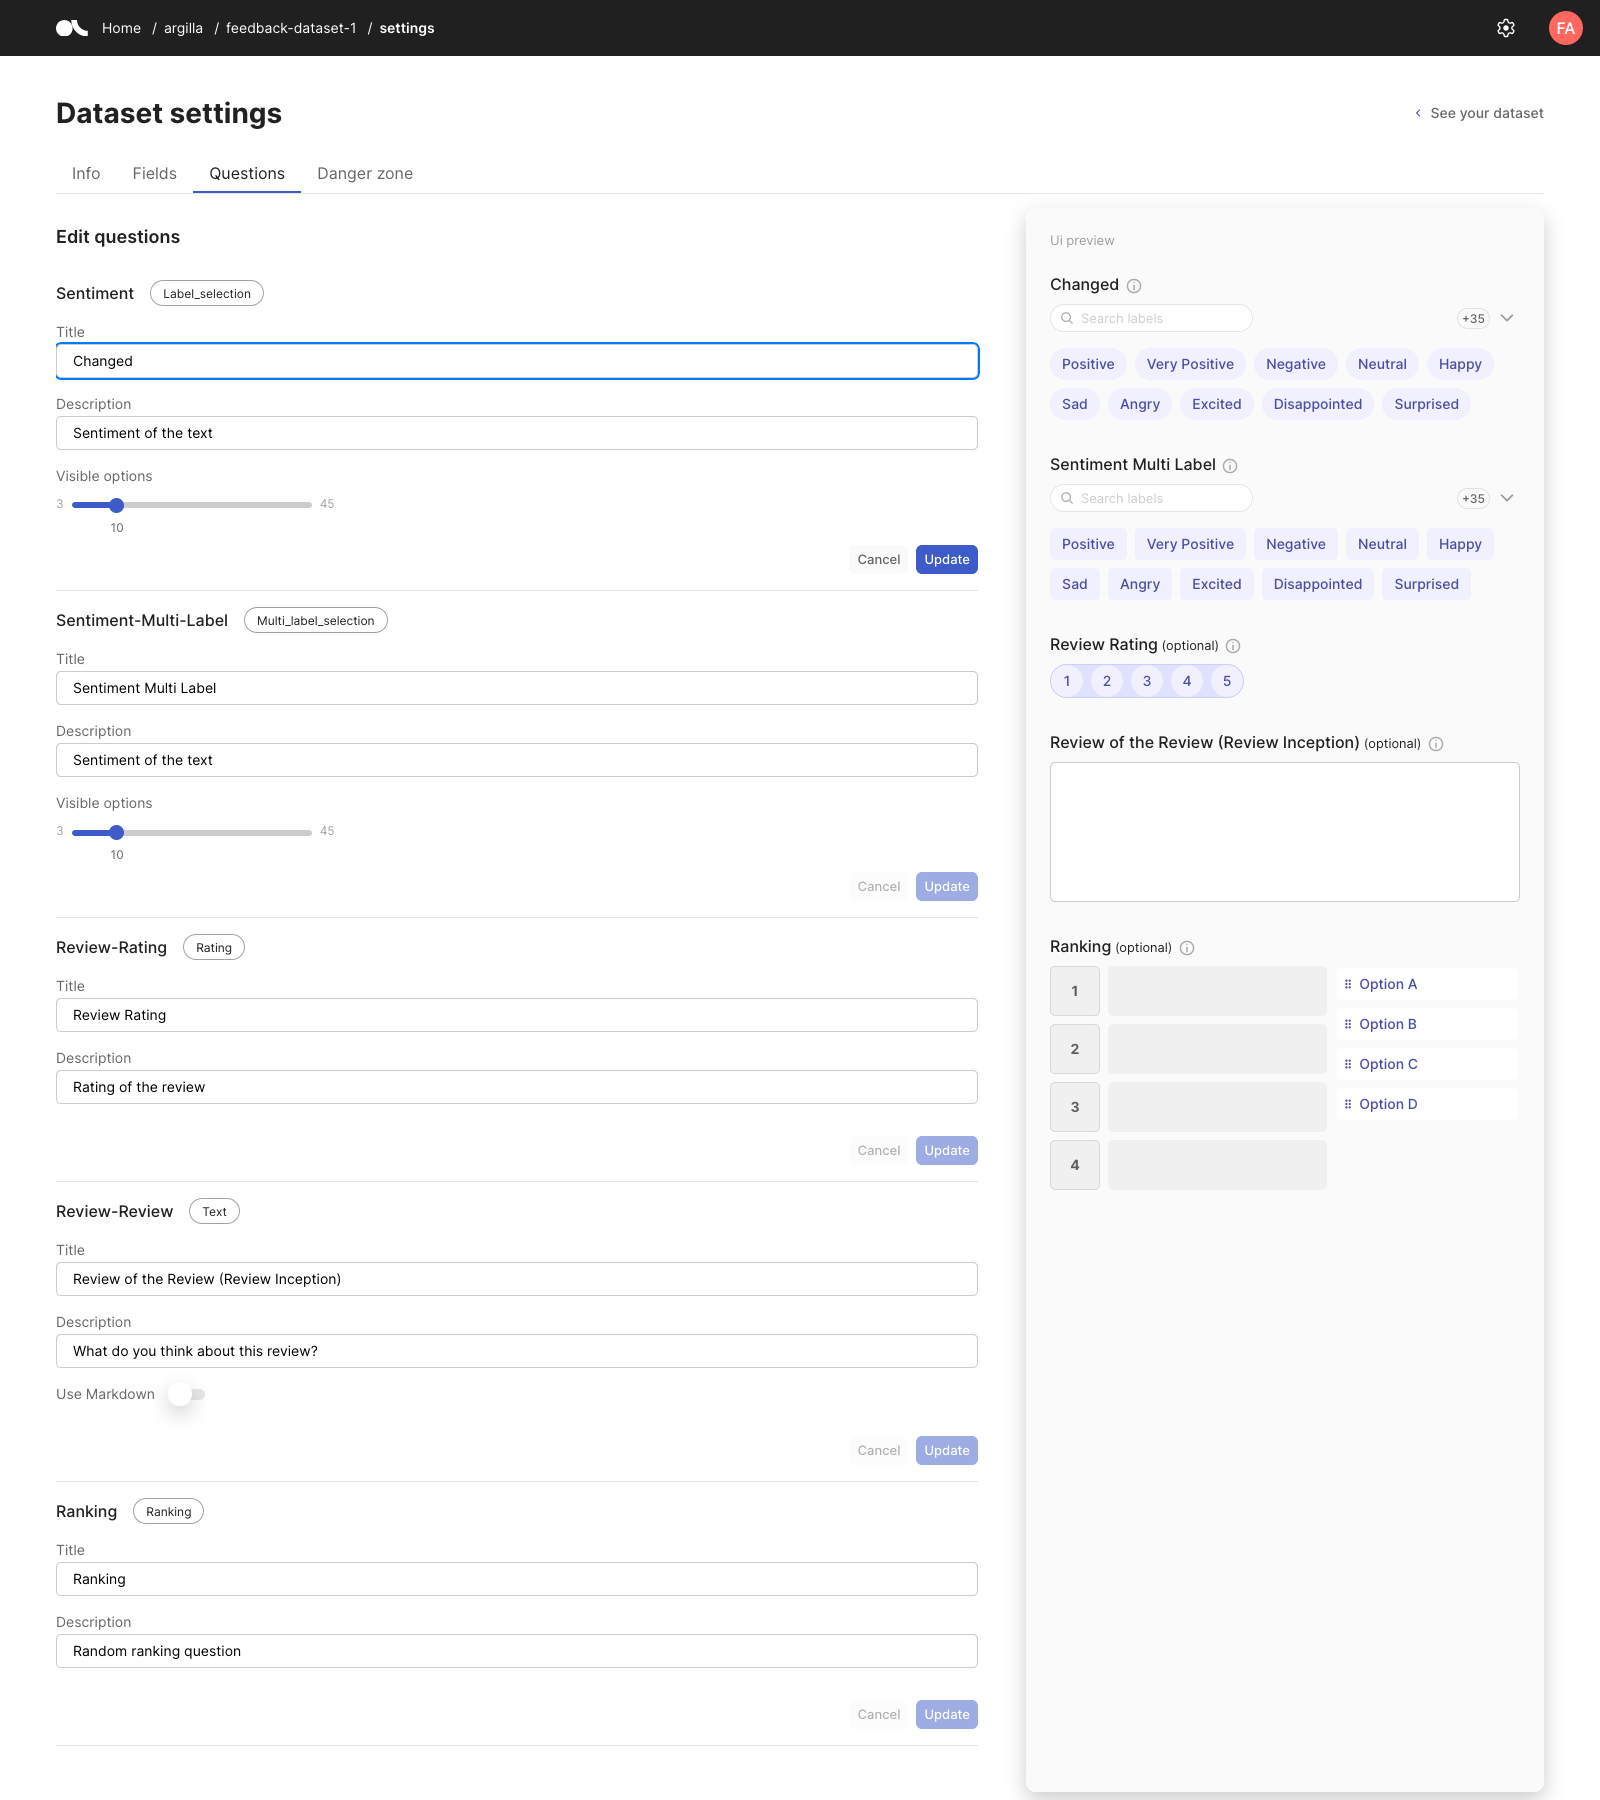 Home / argilla / feedback-dataset-1 / settings
FA
Dataset settings
See your dataset
Info Fields Questions Danger zone
Edit questions
Sentiment Label_selection
Title
Changed
Description
Sentiment of the text
Visible options
3 45
10
Cancel Update
Sentiment-Multi-Label Multi_label_selection
Title
Sentiment Multi Label
Description
Sentiment of the text
Visible options
3 45
10
Cancel Update
Review-Rating Rating
Title
Review Rating
Description
Rating of the review
Cancel Update
Review-Review Text
Title
Review of the Review (Review Inception)
Description
What do you think about this review?
Use Markdown
Cancel Update
Ranking Ranking
Title
Ranking
Description
Random ranking question
Cancel Update
Ui preview
Changed
Search labels +35
Positive Very Positive Negative Neutral Happy
Sad Angry Excited Disappointed Surprised
Sentiment Multi Label
Search labels +35
Positive Very Positive Negative Neutral Happy
Sad Angry Excited Disappointed Surprised
Review Rating (optional)
1 2 3 4 5
Review of the Review (Review Inception) (optional)
Ranking (optional)
1
2
3
4
Option A
Option B
Option C
Option D